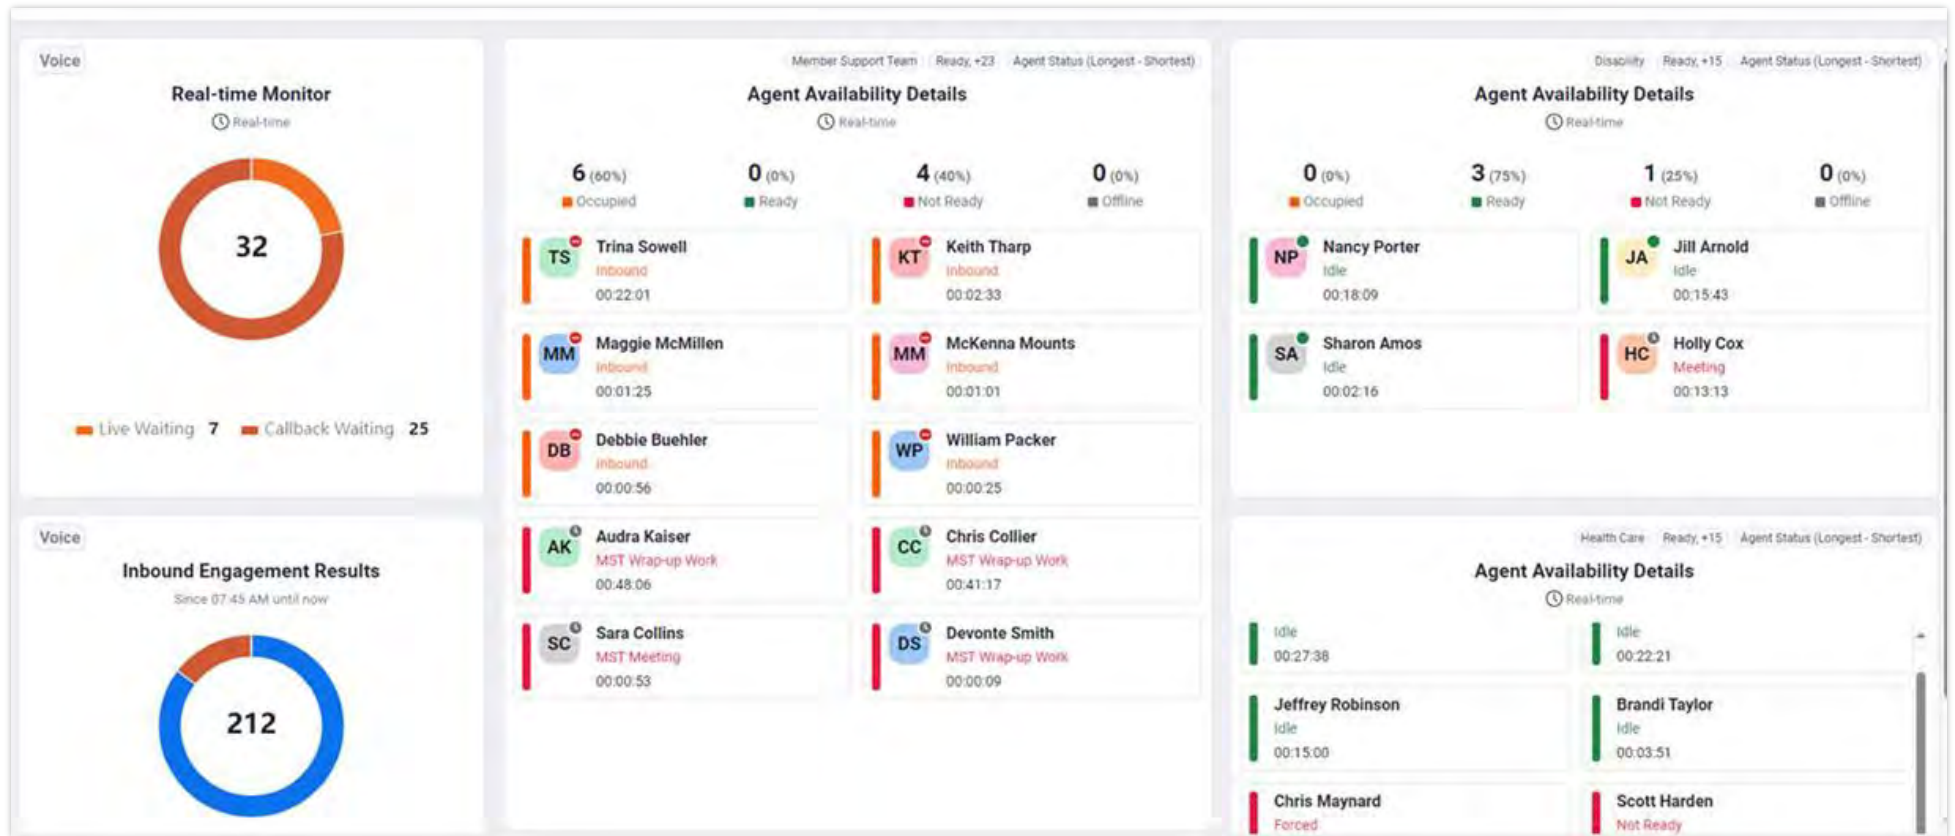 Voice
Real-time Monitor
Real-time
32
Live Waiting 7 Callback Waiting 25
Voice
Inbound Engagement Results
Since 07:45 AM until now
212
Member Support Team Ready, +23 Agent Status (Longest - Shortest)
Agent Availability Details
Real-time
6 (60%) 0 (0%) 4 (40%) 0 (0%)
Occupied Ready Not Ready Offline
TS Trina Sowell
Inbound
00:22:01
KT Keith Tharp
Inbound
00:02:33
MM Maggie McMillen
Inbound
00:01:25
MM McKenna Mounts
Inbound
00:01:01
DB Debbie Buehler
Inbound
00:00:56
WP William Packer
Inbound
00:00:25
AK Audra Kaiser
MST Wrap-up Work
00:48:06
CC Chris Collier
MST Wrap-up Work
00:41:17
SC Sara Collins
MST Meeting
00:00:53
DS Devonte Smith
MST Wrap-up Work
00:00:09
Disability Ready, +15 Agent Status (Longest - Shortest)
Agent Availability Details
Real-time
0 (0%) 3 (75%) 1 (25%) 0 (0%)
Occupied Ready Not Ready Offline
NP Nancy Porter
Idle
00:18:09
JA Jill Arnold
Idle
00:15:43
SA Sharon Amos
Idle
00:02:16
HC Holly Cox
Meeting
00:13:13
Health Care Ready, +15 Agent Status (Longest - Shortest)
Agent Availability Details
Real-time
Idle
00:27:38
Idle
00:22:21
Jeffrey Robinson
Idle
00:15:00
Brandi Taylor
Idle
00:03:51
Chris Maynard
Forced
Scott Harden
Not Ready